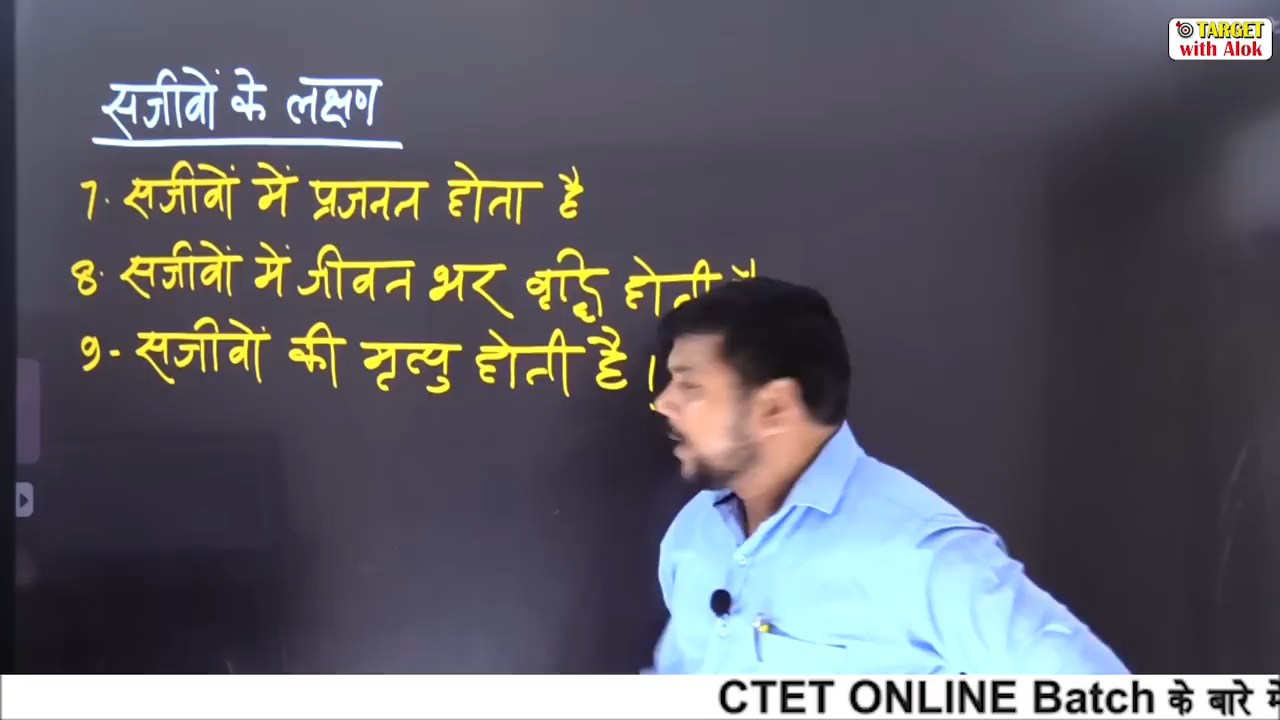 TARGET
with Alok
सजीवों के लक्षण
7. सजीवों में प्रजनन होता है
8. सजीवों में जीवन भर वृद्धि होती है
9- सजीवों की मृत्यु होती है।
CTET ONLINE Batch के बारे में